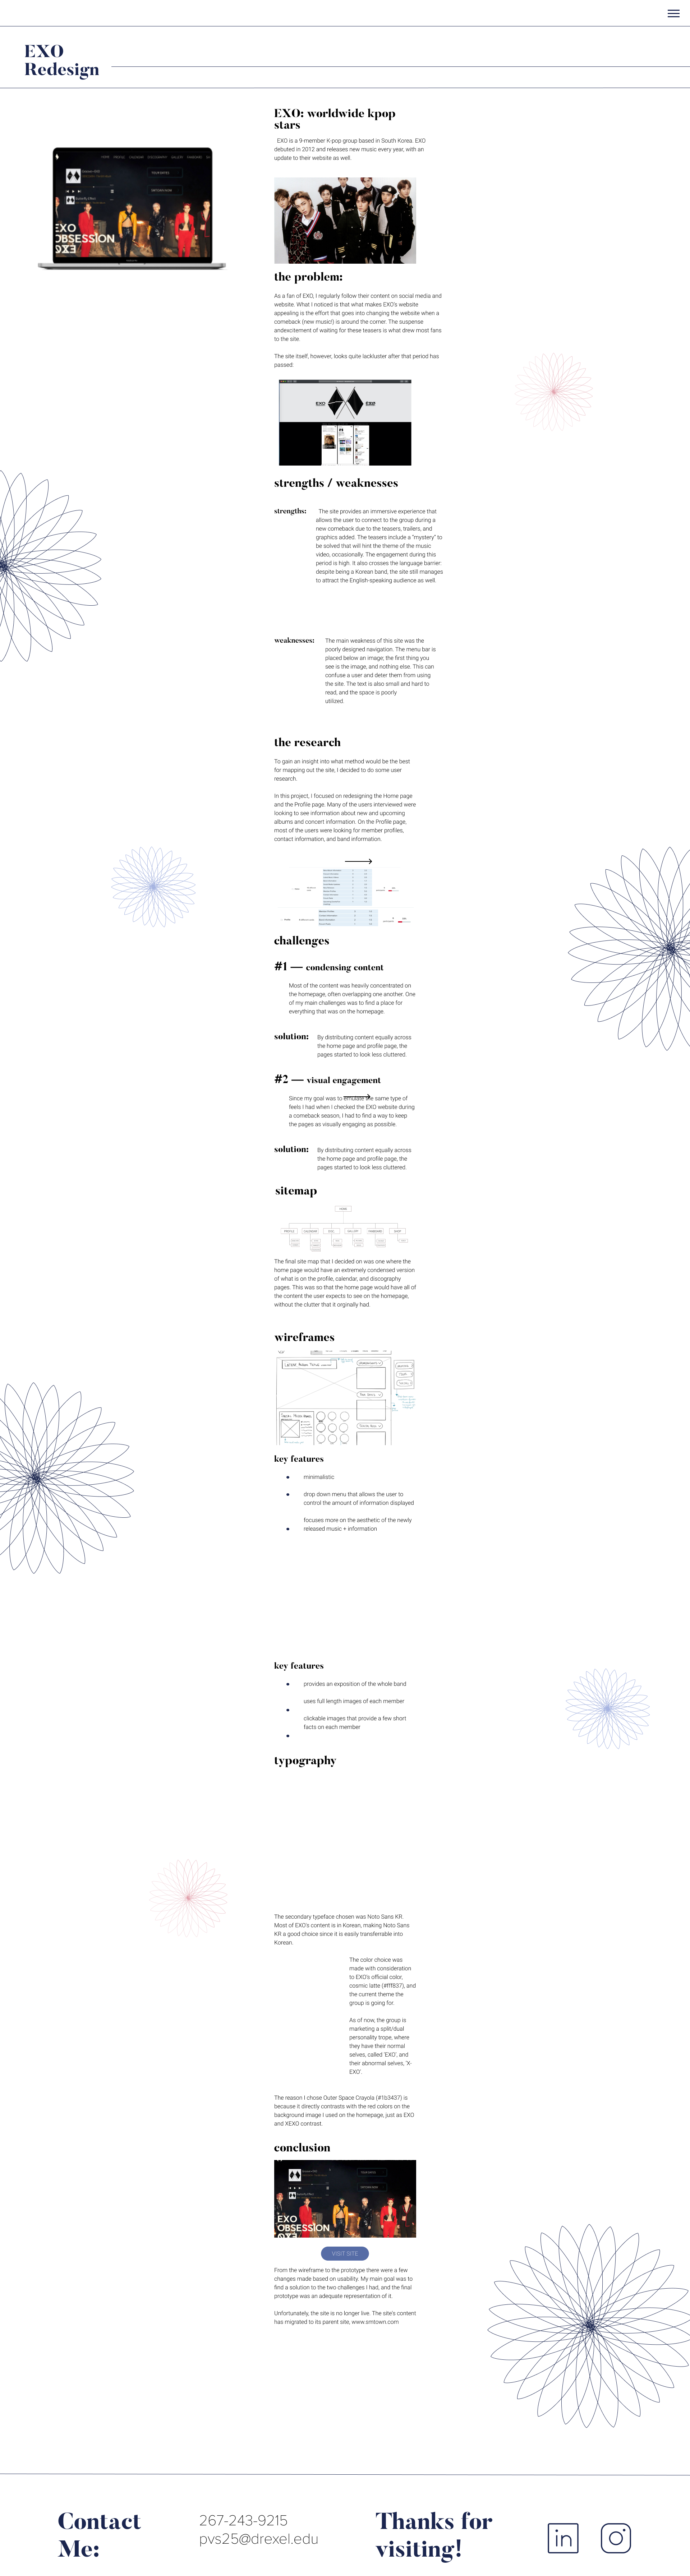 EXO
Redesign
EXO: worldwide kpop
stars
EXO is a 9-member K-pop group based in South Korea. EXO
debuted in 2012 and releases new music every year, with an
update to their website as well.
EXO
OBSESSION
the problem:
As a fan of EXO, I regularly follow their content on social media and
website. What I noticed is that what makes EXO's website
appealing is the effort that goes into changing the website when a
comeback (new music!) is around the corner. The suspense
andexcitement of waiting for these teasers is what drew most fans
to the site.
The site itself, however, looks quite lackluster after that period has
passed:
EXO
strengths / weaknesses
strengths:
The site provides an immersive experience that
allows the user to connect to the group during a
new comeback due to the teasers, trailers, and
graphics added. The teasers include a "mystery" to
be solved that will hint the theme of the music
video, occasionally. The engagement during this
period is high. It also crosses the language barrier:
despite being a Korean band, the site still manages
to attract the English-speaking audience as well.
weaknesses:
The main weakness of this site was the
poorly designed navigation. The menu bar is
placed below an image; the first thing you
see is the image, and nothing else. This can
confuse a user and deter them from using
the site. The text is also small and hard to
read, and the space is poorly
utilized.
the research
To gain an insight into what method would be the best
for mapping out the site, I decided to do some user
research.
In this project, I focused on redesigning the Home page
and the Profile page. Many of the users interviewed were
looking to see information about new and upcoming
albums and concert information. On the Profile page,
most of the users were looking for member profiles,
contact information, and band information.
challenges
#1 — condensing content
Most of the content was heavily concentrated on
the homepage, often overlapping one another. One
of my main challenges was to find a place for
everything that was on the homepage.
solution:
By distributing content equally across
the home page and profile page, the
pages started to look less cluttered.
#2 — visual engagement
Since my goal was to emulate the same type of
feels I had when I checked the EXO website during
a comeback season, I had to find a way to keep
the pages as visually engaging as possible.
solution:
By distributing content equally across
the home page and profile page, the
pages started to look less cluttered.
sitemap
HOME
PROFILE
CALENDAR
The final site map that I decided on was one where the
home page would have an extremely condensed version
of what is on the profile, calendar, and discography
pages. This was so that the home page would have all of
the content the user expects to see on the homepage,
without the clutter that it orginally had.
wireframes
key features
minimalistic
drop down menu that allows the user to
control the amount of information displayed
focuses more on the aesthetic of the newly
released music + information
key features
provides an exposition of the whole band
uses full length images of each member
clickable images that provide a few short
facts on each member
typography
The secondary typeface chosen was Noto Sans KR.
Most of EXO's content is in Korean, making Noto Sans
KR a good choice since it is easily transferrable into
Korean.
The color choice was
made with consideration
to EXO's official color,
cosmic latte (#fff837), and
the current theme the
group is going for.
As of now, the group is
marketing a split/dual
personality trope, where
they have their normal
selves, called 'EXO', and
their abnormal selves, 'X-
EXO'.
The reason I chose Outer Space Crayola (#1b3437) is
because it directly contrasts with the red colors on the
background image I used on the homepage, just as EXO
and XEXO contrast.
conclusion
EXO
OBSESSION
VISIT SITE
From the wireframe to the prototype there were a few
changes made based on usability. My main goal was to
find a solution to the two challenges I had, and the final
prototype was an adequate representation of it.
Unfortunately, the site is no longer live. The site's content
has migrated to its parent site, www.smtown.com
Contact
Me:
267-243-9215
pvs25@drexel.edu
Thanks for
visiting!
in